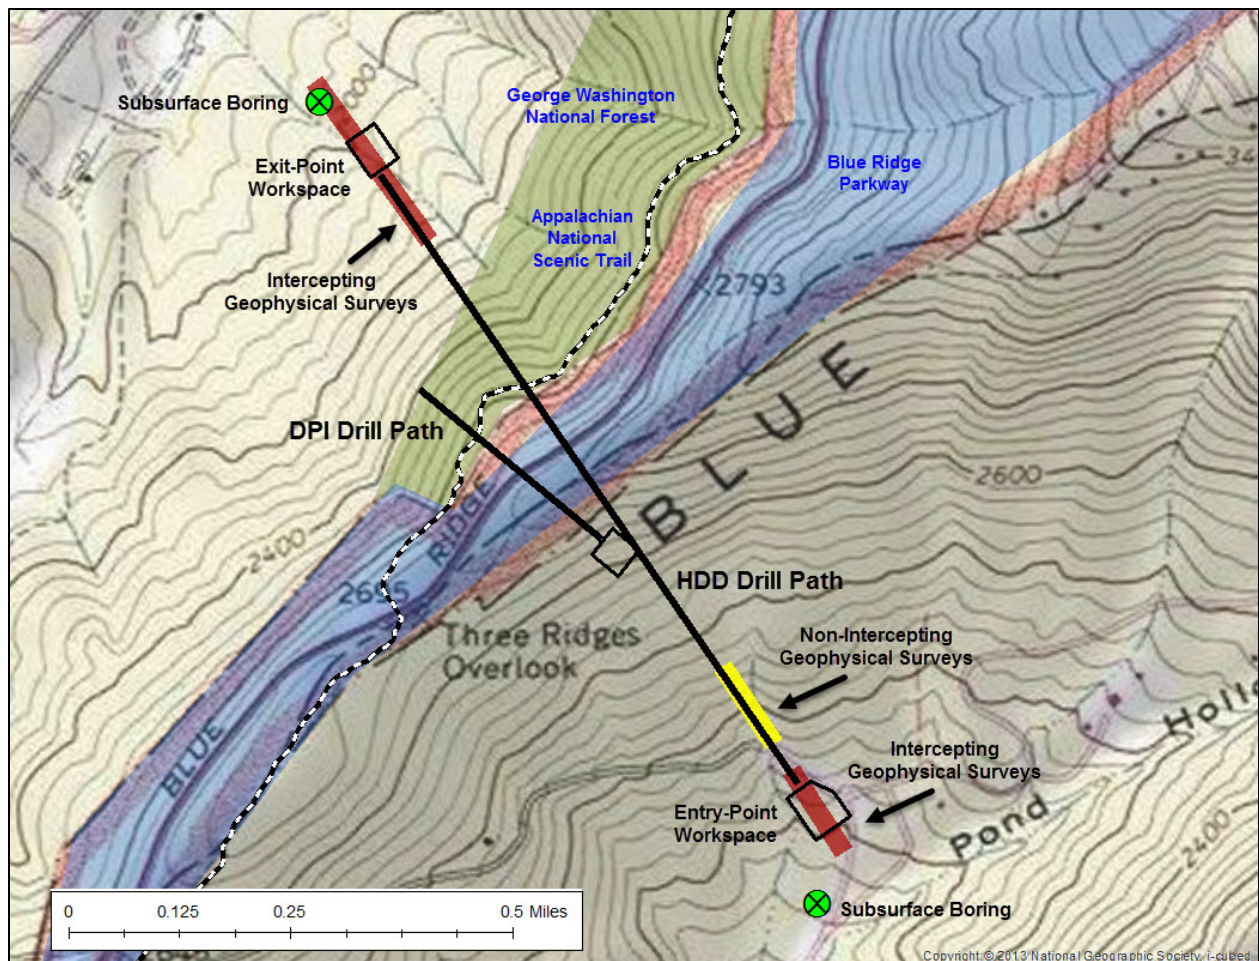 Subsurface Boring
000
George Washington
National Forest
Exit-Point
Workspace
Blue Ridge
Parkway
34
Appalachian
National
Scenic Trail
Intercepting
Geophysical Surveys
2793
BLUE
DPI Drill Path
2600
RIDGE
2400
HDD Drill Path
Three Ridges
Overlook
Non-Intercepting
Geophysical Surveys
BLUE
Intercepting
Geophysical Surveys
Entry-Point
Workspace
Pond Holl
2400
Subsurface Boring
0 0.125 0.25 0.5 Miles
Copyright:© 2013 National Geographic Society, i-cubed